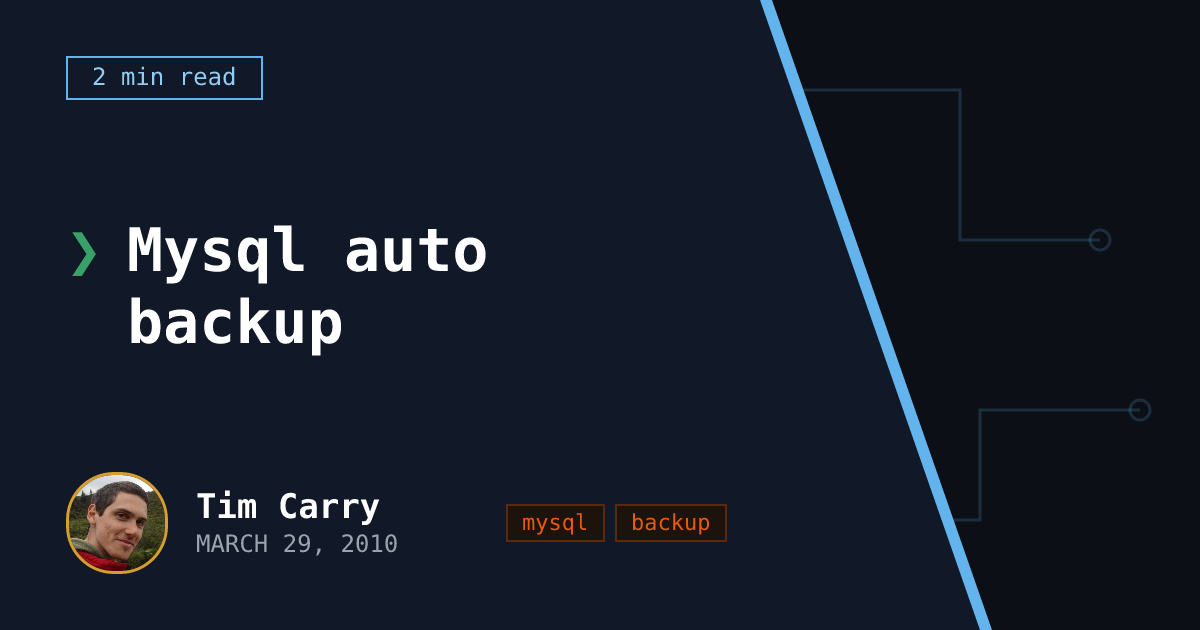 2 min read
❯ Mysql auto
backup
Tim Carry
MARCH 29, 2010
mysql backup